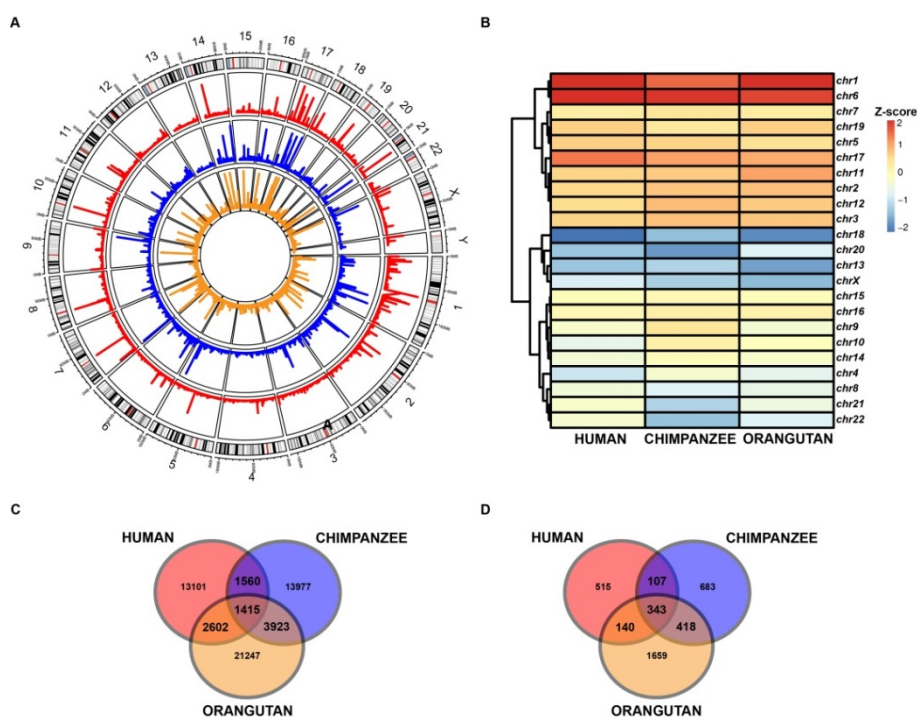 A
15
14
16
13
17
12
18
11
19
20
10
21
22
9
X
8
Y
7
1
6
2
5
A
3
4
B
chr1
chr6
chr7
chr19
chr5
chr17
chr11
chr2
chr12
chr3
chr18
chr20
chr13
chrX
chr15
chr16
chr9
chr10
chr14
chr4
chr8
chr21
chr22
HUMAN CHIMPANZEE ORANGUTAN
Z-score
2
1
0
−1
−2
C
HUMAN
CHIMPANZEE
13101
1560
13977
1415
2602
3923
21247
ORANGUTAN
D
HUMAN
CHIMPANZEE
515
107
683
343
140
418
1659
ORANGUTAN